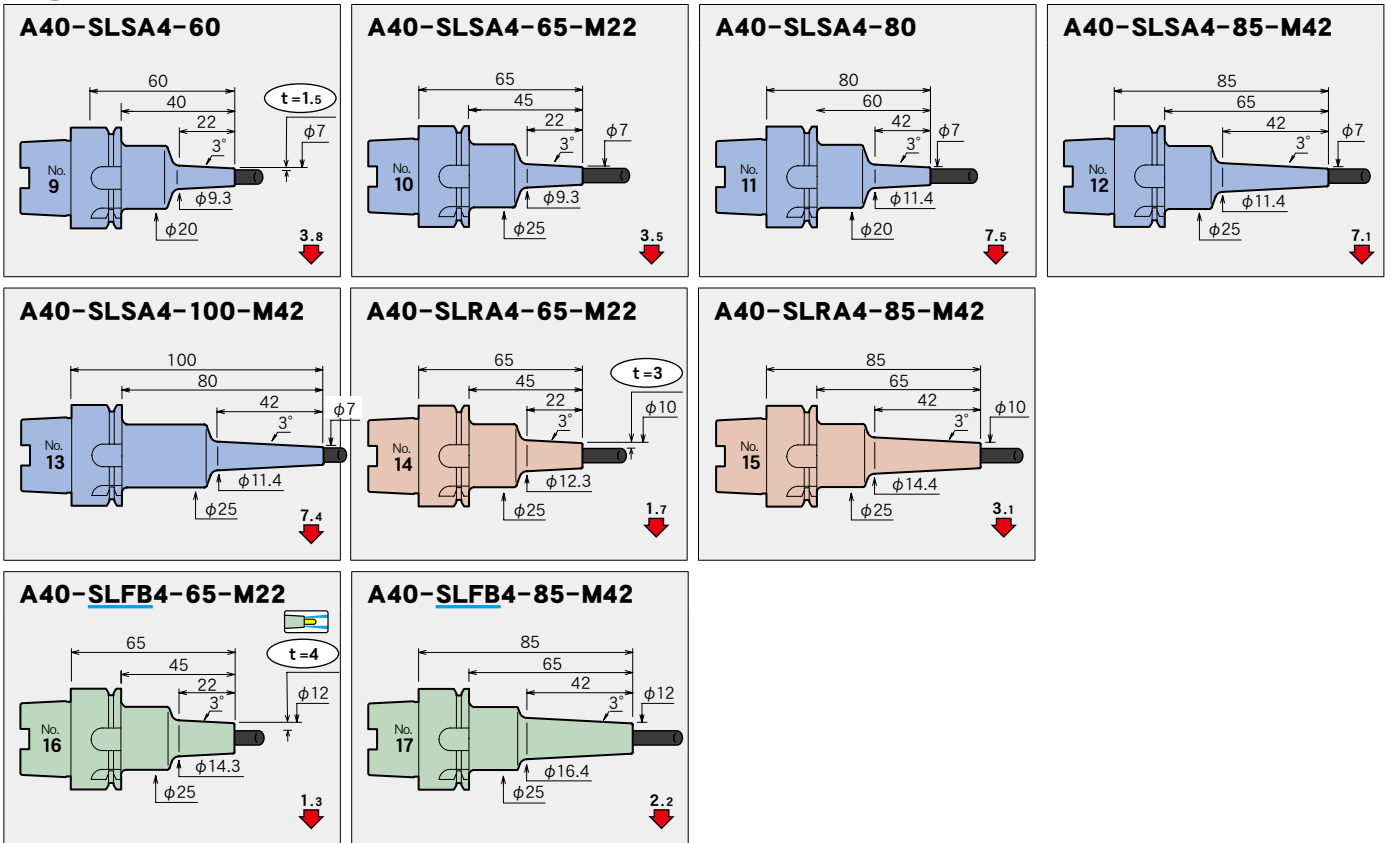 A40-SLSA4-60
60
40
22
t=1.5
φ7
3°
No.
9
φ9.3
φ20
3.8
A40-SLSA4-65-M22
65
45
22
φ7
3°
No.
10
φ9.3
φ25
3.5
A40-SLSA4-80
80
60
42
φ7
3°
No.
11
φ11.4
φ20
7.5
A40-SLSA4-85-M42
85
65
42
φ7
3°
No.
12
φ11.4
φ25
7.1
A40-SLSA4-100-M42
100
80
42
φ7
3°
No.
13
φ11.4
φ25
7.4
A40-SLRA4-65-M22
65
45
22
t=3
φ10
3°
No.
14
φ12.3
φ25
1.7
A40-SLRA4-85-M42
85
65
42
φ10
3°
No.
15
φ14.4
φ25
3.1
A40-SLFB4-65-M22
65
45
22
t=4
φ12
3°
No.
16
φ14.3
φ25
1.3
A40-SLFB4-85-M42
85
65
42
φ12
3°
No.
17
φ16.4
φ25
2.2